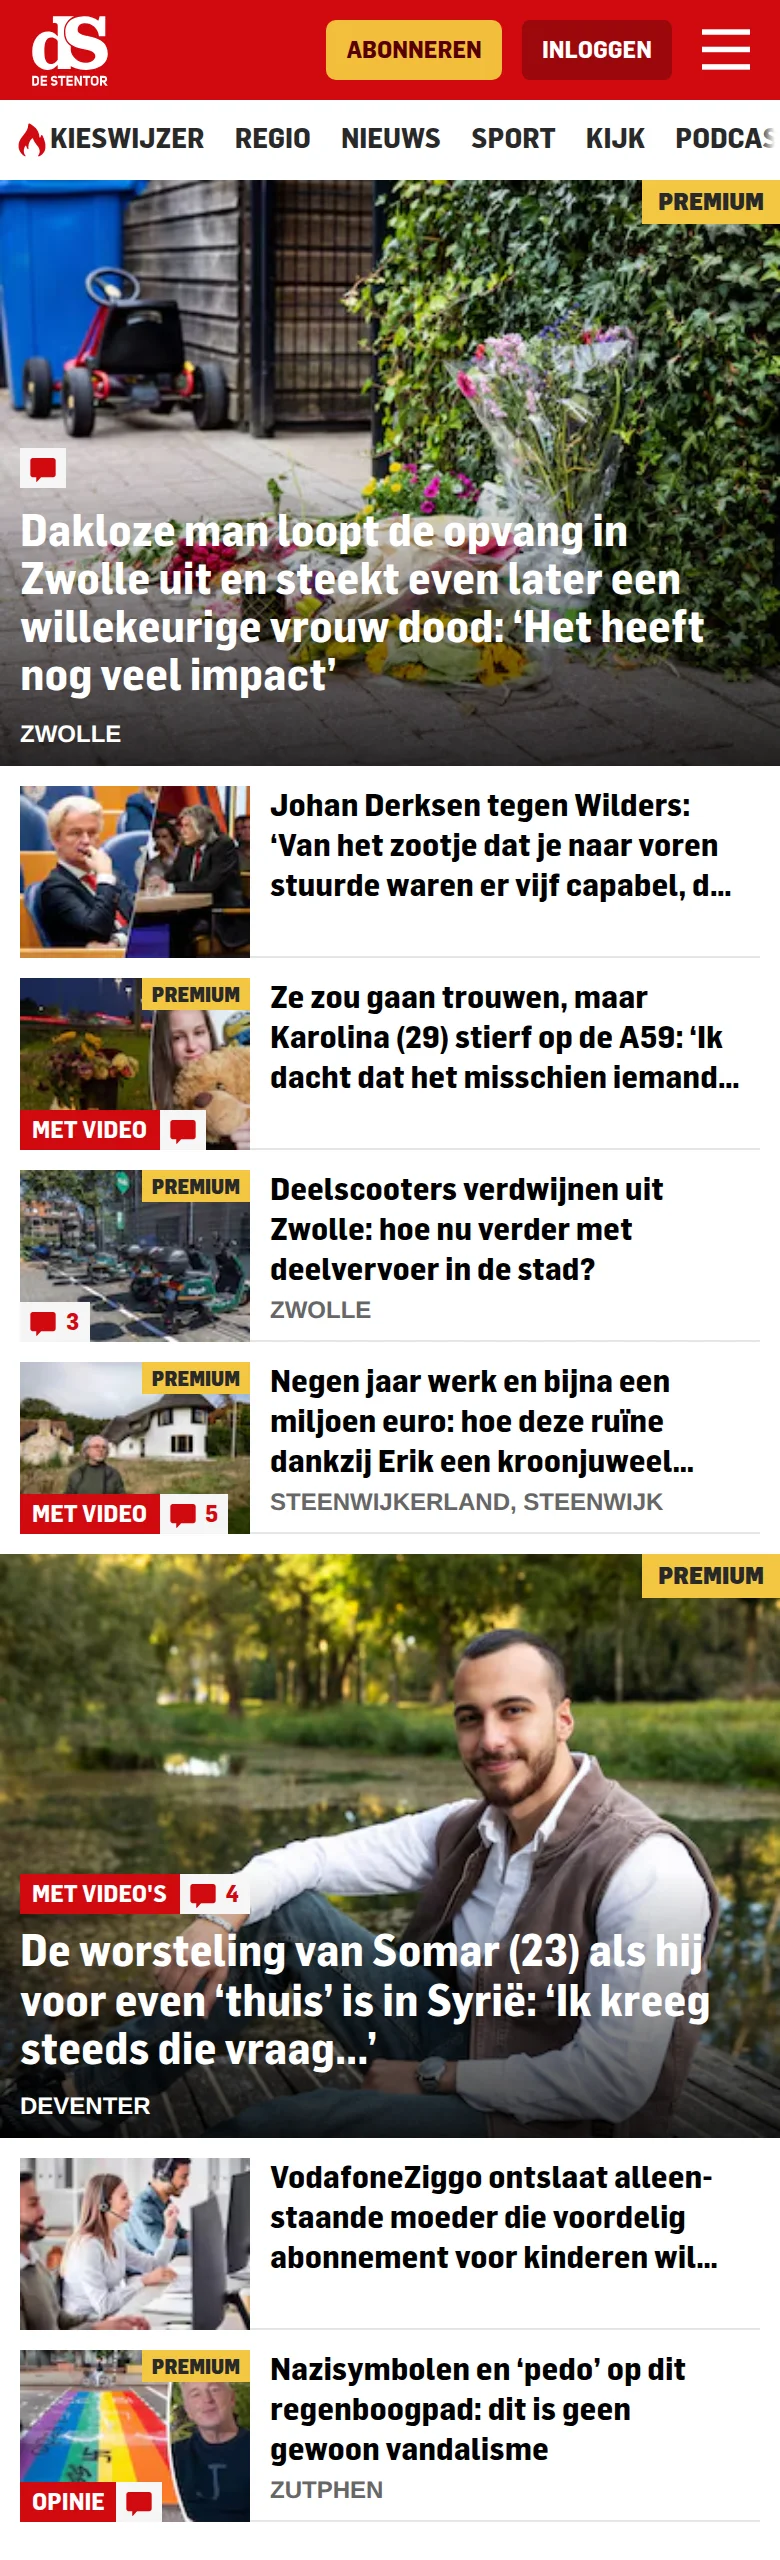 dS
DE STENTOR
ABONNEREN
INLOGGEN
KIESWIJZER REGIO NIEUWS SPORT KIJK PODCAS
PREMIUM
Dakloze man loopt de opvang in
Zwolle uit en steekt even later een
willekeurige vrouw dood: ‘Het heeft
nog veel impact’
ZWOLLE
Johan Derksen tegen Wilders:
‘Van het zootje dat je naar voren
stuurde waren er vijf capabel, d...
PREMIUM
MET VIDEO
Ze zou gaan trouwen, maar
Karolina (29) stierf op de A59: ‘Ik
dacht dat het misschien iemand...
PREMIUM
3
Deelscooters verdwijnen uit
Zwolle: hoe nu verder met
deelvervoer in de stad?
ZWOLLE
PREMIUM
MET VIDEO
5
Negen jaar werk en bijna een
miljoen euro: hoe deze ruïne
dankzij Erik een kroonjuweel...
STEENWIJKERLAND, STEENWIJK
PREMIUM
MET VIDEO'S
4
De worsteling van Somar (23) als hij
voor even ‘thuis’ is in Syrië: ‘Ik kreeg
steeds die vraag...’
DEVENTER
VodafoneZiggo ontslaat alleen-
staande moeder die voordelig
abonnement voor kinderen wil...
PREMIUM
OPINIE
Nazisymbolen en ‘pedo’ op dit
regenboogpad: dit is geen
gewoon vandalisme
ZUTPHEN